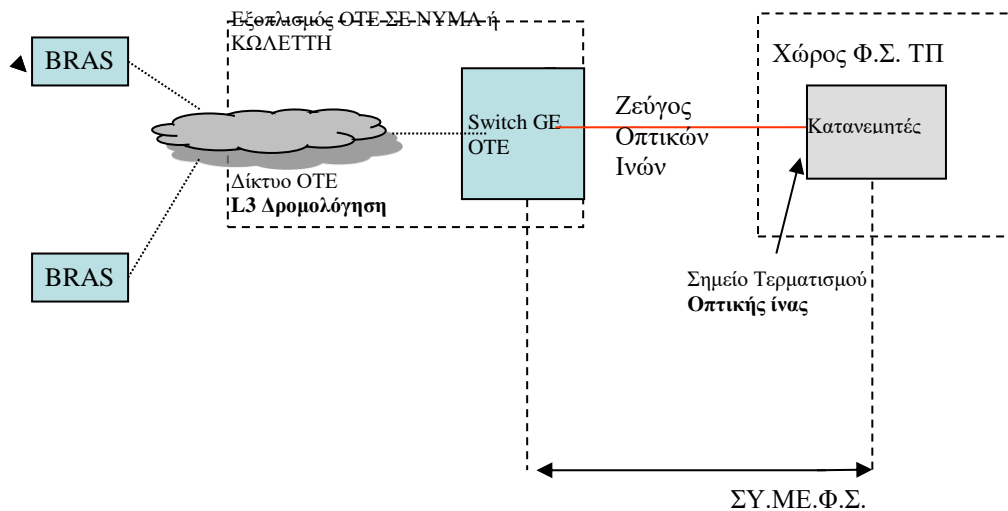 Εξοπλισμός ΟΤΕ ΣΕ ΝΥΜΑ ή
ΚΩΛΕΤΤΗ
BRAS
Χώρος Φ.Σ. ΤΠ
Switch GE
ΟΤΕ
Ζεύγος
Οπτικών
Ινών
Κατανεμητές
Δίκτυο ΟΤΕ
L3 Δρομολόγηση
BRAS
Σημείο Τερματισμού
Οπτικής ίνας
ΣΥ.ΜΕ.Φ.Σ.